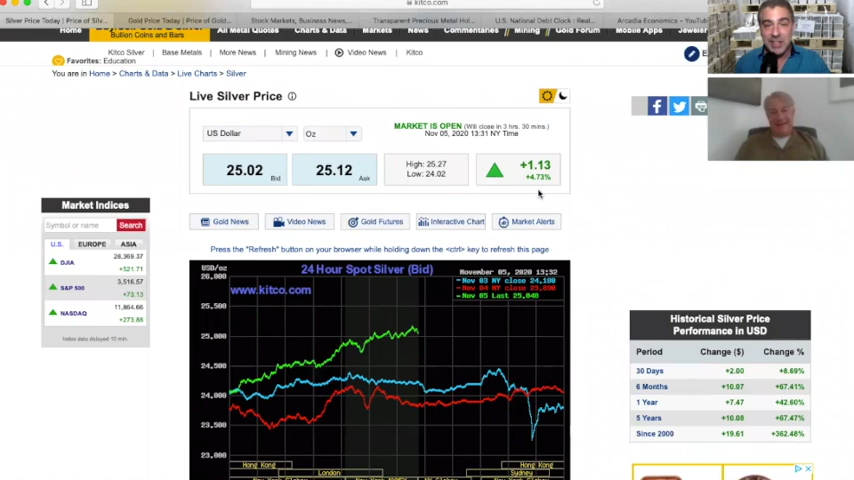 kitco.com
Silver Price Today | Price of Silv...
Gold Price Today | Price of Gold...
Stock Markets, Business News,...
Transparent Precious Metal Hol...
U.S. National Debt Clock : Real...
Arcadia Economics - YouT
Home
Bullion Coins and Bars
All Metal Quotes
Charts & Data
Markets
News
Commentaries
Mining
Gold Forum
Mobile Apps
Jeweler
Kitco Silver
Base Metals
More News
Mining News
Video News
Kitco
Favorites: Education
You are in > Home > Charts & Data > Live Charts > Silver
Live Silver Price
US Dollar
Oz
MARKET IS OPEN (Will close in 3 hrs. 30 mins.)
Nov 05, 2020 13:31 NY Time
25.02 Bid
25.12 Ask
High: 25.27
Low: 24.02
+1.13
+4.73%
Gold News
Video News
Gold Futures
Interactive Chart
Market Alerts
Press the "Refresh" button on your browser while holding down the <ctrl> key to refresh this page
Market Indices
Symbol or name
Search
U.S.
EUROPE
ASIA
DJIA
28,369.37
+521.71
S&P 500
3,516.57
+73.13
NASDAQ
11,864.66
+273.88
Index data delayed 10 min.
USD/oz
24 Hour Spot Silver (Bid)
November 05, 2020 13:32
www.kitco.com
Nov 03 NY close 24.180
Nov 04 NY close
Nov 05 Last 25.040
26.000
25.500
25.000
24.500
24.000
23.500
23.000
Hong Kong
London
Hong Kong
Sydney
Historical Silver Price
Performance in USD
Period
Change ($)
Change %
30 Days
+2.00
+8.69%
6 Months
+10.07
+67.41%
1 Year
+7.47
+42.60%
5 Years
+10.08
+67.47%
Since 2000
+19.61
+362.48%